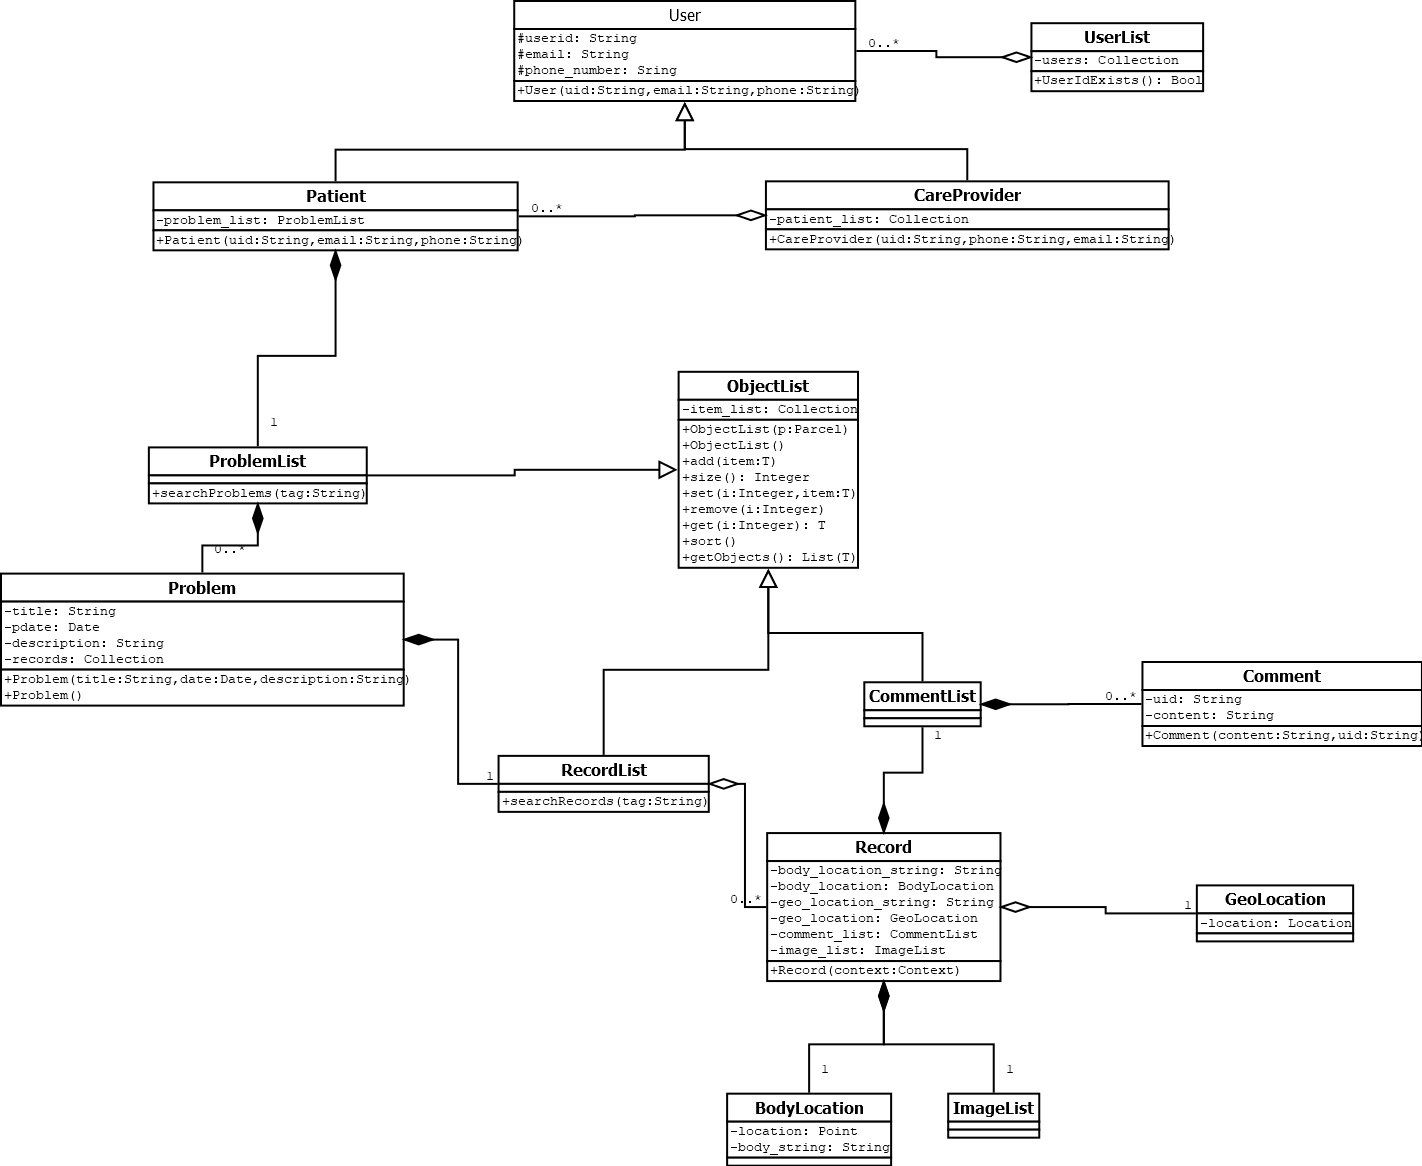 User
#userid: String
#email: String
#phone_number: Sring
+User(uid:String,email:String,phone:String)
0..*
UserList
-users: Collection
+UserIdExists(): Bool
Patient
-problem_list: ProblemList
+Patient(uid:String,email:String,phone:String)
0..*
CareProvider
-patient_list: Collection
+CareProvider(uid:String,phone:String,email:String)
1
ObjectList
-item_list: Collection
+ObjectList(p:Parcel)
+ObjectList()
+add(item:T)
+size(): Integer
+set(i:Integer,item:T)
+remove(i:Integer)
+get(i:Integer): T
+sort()
+getObjects(): List(T)
ProblemList
+searchProblems(tag:String)
0..*
Problem
-title: String
-pdate: Date
-description: String
-records: Collection
+Problem(title:String,date:Date,description:String)
+Problem()
CommentList
1
0..*
Comment
-uid: String
-content: String
+Comment(content:String,uid:String)
1
RecordList
+searchRecords(tag:String)
0..*
Record
-body_location_string: String
-body_location: BodyLocation
-geo_location_string: String
-geo_location: GeoLocation
-comment_list: CommentList
-image_list: ImageList
+Record(context:Context)
1
GeoLocation
-location: Location
1
1
BodyLocation
-location: Point
-body_string: String
ImageList